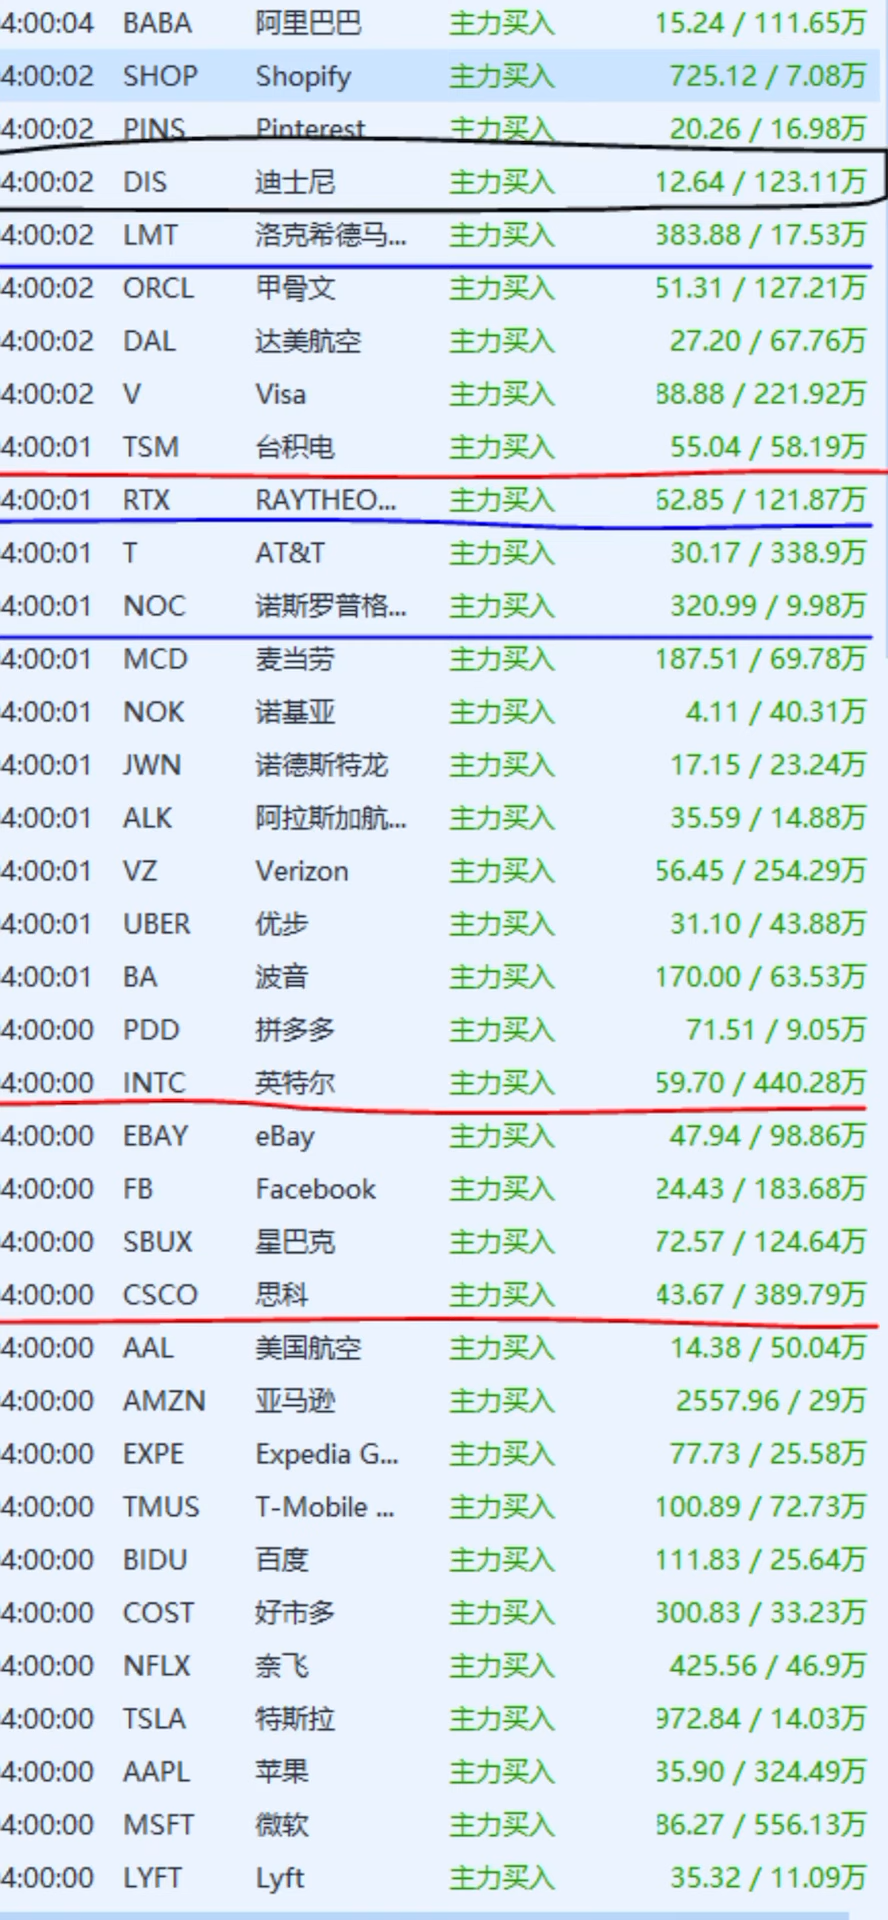 4:00:04 BABA 阿里巴巴 主力买入 15.24 / 111.65万
4:00:02 SHOP Shopify 主力买入 725.12 / 7.08万
4:00:02 PINS Pinterest 主力买入 20.26 / 16.98万
4:00:02 DIS 迪士尼 主力买入 12.64 / 123.11万
4:00:02 LMT 洛克希德马... 主力买入 383.88 / 17.53万
4:00:02 ORCL 甲骨文 主力买入 51.31 / 127.21万
4:00:02 DAL 达美航空 主力买入 27.20 / 67.76万
4:00:02 V Visa 主力买入 88.88 / 221.92万
4:00:01 TSM 台积电 主力买入 55.04 / 58.19万
4:00:01 RTX RAYTHEO... 主力买入 62.85 / 121.87万
4:00:01 T AT&T 主力买入 30.17 / 338.9万
4:00:01 NOC 诺斯罗普格... 主力买入 320.99 / 9.98万
4:00:01 MCD 麦当劳 主力买入 187.51 / 69.78万
4:00:01 NOK 诺基亚 主力买入 4.11 / 40.31万
4:00:01 JWN 诺德斯特龙 主力买入 17.15 / 23.24万
4:00:01 ALK 阿拉斯加航... 主力买入 35.59 / 14.88万
4:00:01 VZ Verizon 主力买入 56.45 / 254.29万
4:00:01 UBER 优步 主力买入 31.10 / 43.88万
4:00:01 BA 波音 主力买入 170.00 / 63.53万
4:00:00 PDD 拼多多 主力买入 71.51 / 9.05万
4:00:00 INTC 英特尔 主力买入 59.70 / 440.28万
4:00:00 EBAY eBay 主力买入 47.94 / 98.86万
4:00:00 FB Facebook 主力买入 24.43 / 183.68万
4:00:00 SBUX 星巴克 主力买入 72.57 / 124.64万
4:00:00 CSCO 思科 主力买入 43.67 / 389.79万
4:00:00 AAL 美国航空 主力买入 14.38 / 50.04万
4:00:00 AMZN 亚马逊 主力买入 2557.96 / 29万
4:00:00 EXPE Expedia G... 主力买入 77.73 / 25.58万
4:00:00 TMUS T-Mobile ... 主力买入 100.89 / 72.73万
4:00:00 BIDU 百度 主力买入 111.83 / 25.64万
4:00:00 COST 好市多 主力买入 300.83 / 33.23万
4:00:00 NFLX 奈飞 主力买入 425.56 / 46.9万
4:00:00 TSLA 特斯拉 主力买入 972.84 / 14.03万
4:00:00 AAPL 苹果 主力买入 35.90 / 324.49万
4:00:00 MSFT 微软 主力买入 86.27 / 556.13万
4:00:00 LYFT Lyft 主力买入 35.32 / 11.09万